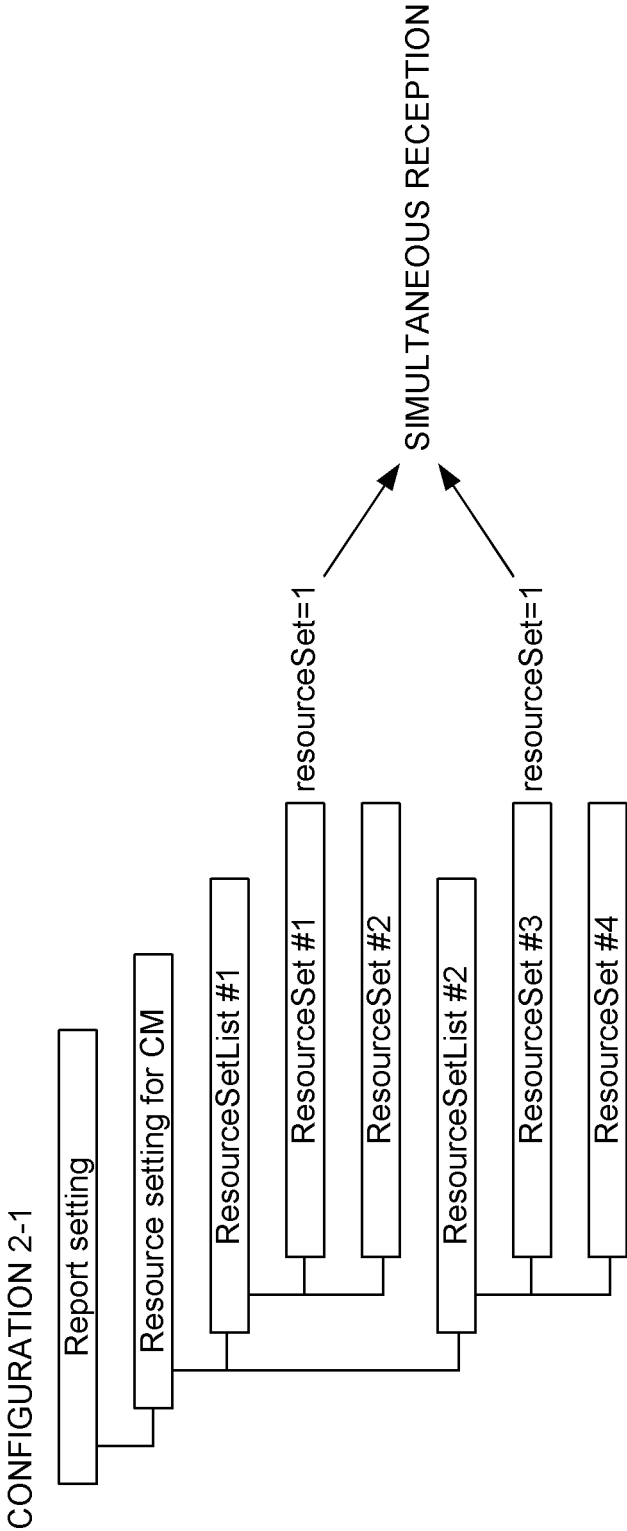 CONFIGURATION 2-1
Report setting
Resource setting for CM
ResourceSetList #1
ResourceSet #1
resourceSet=1
ResourceSet #2
SIMULTANEOUS RECEPTION
ResourceSetList #2
ResourceSet #3
resourceSet=1
ResourceSet #4